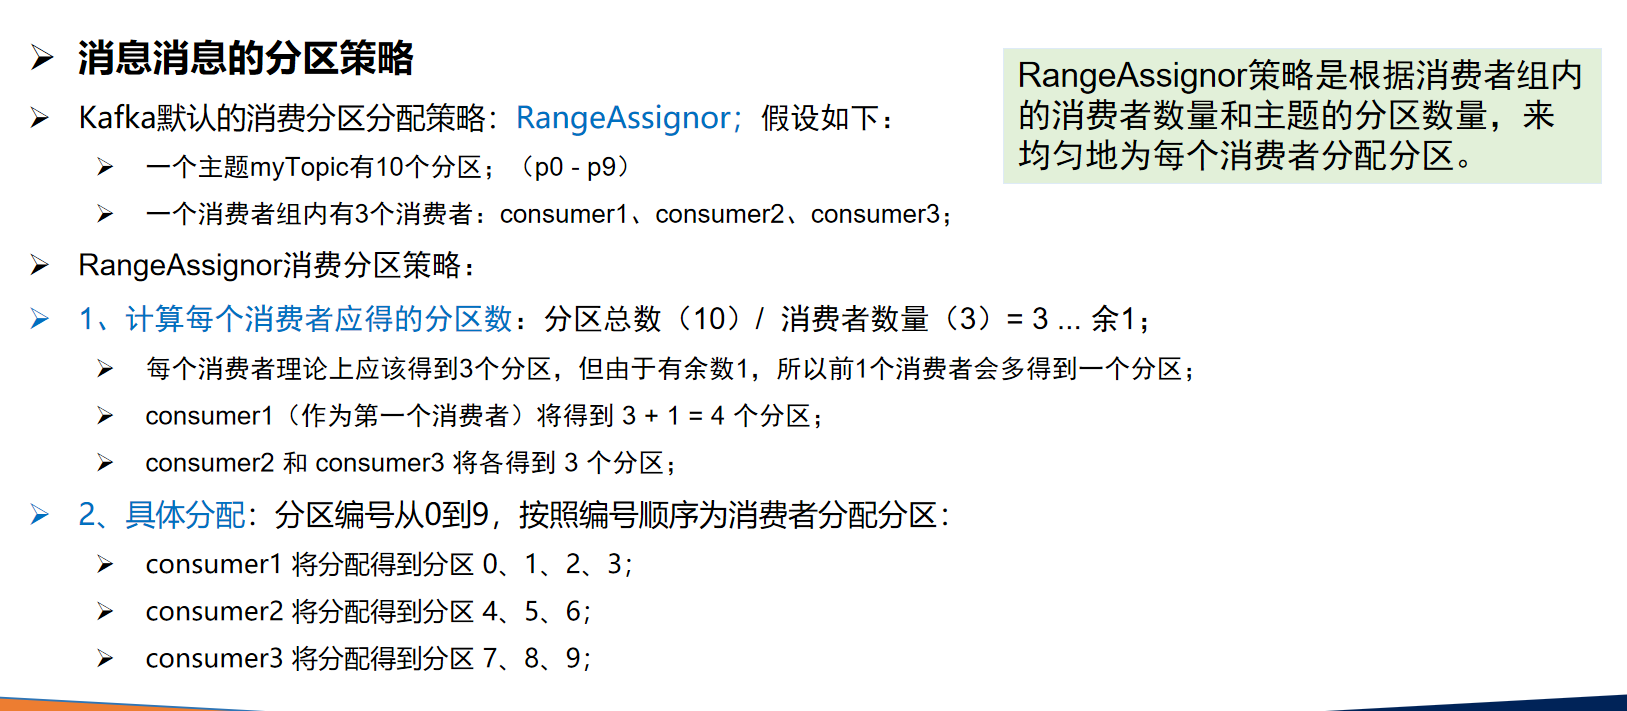 消息消息的分区策略
Kafka默认的消费分区分配策略：RangeAssignor；假设如下：
一个主题myTopic有10个分区；（p0 - p9）
一个消费者组内有3个消费者：consumer1、consumer2、consumer3；
RangeAssignor策略是根据消费者组内
的消费者数量和主题的分区数量，来
均匀地为每个消费者分配分区。
RangeAssignor消费分区策略：
1、计算每个消费者应得的分区数：分区总数（10）/ 消费者数量（3）= 3 ... 余1；
每个消费者理论上应该得到3个分区，但由于有余数1，所以前1个消费者会多得到一个分区；
consumer1（作为第一个消费者）将得到 3 + 1 = 4 个分区；
consumer2 和 consumer3 将各得到 3 个分区；
2、具体分配：分区编号从0到9，按照编号顺序为消费者分配分区：
consumer1 将分配得到分区 0、1、2、3；
consumer2 将分配得到分区 4、5、6；
consumer3 将分配得到分区 7、8、9；